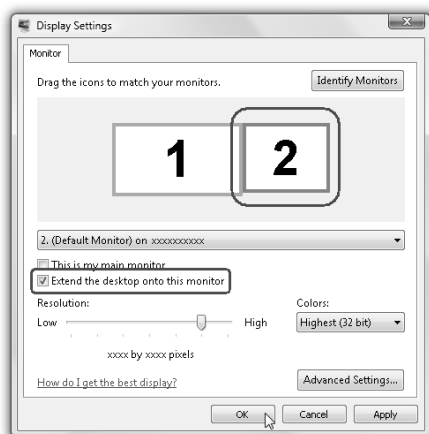 Display Settings
Monitor
Drag the icons to match your monitors.
Identify Monitors
1
2
2. (Default Monitor) on xxxxxxxxxx
This is my main monitor
Extend the desktop onto this monitor
Resolution:
Colors:
Low
High
Highest (32 bit)
xxxx by xxxx pixels
How do I get the best display?
Advanced Settings...
OK
Cancel
Apply